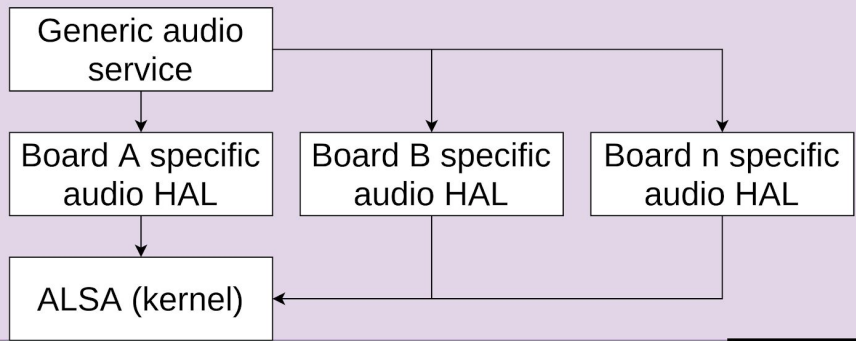 Generic audio
service
Board A specific
audio HAL
Board B specific
audio HAL
Board n specific
audio HAL
ALSA (kernel)